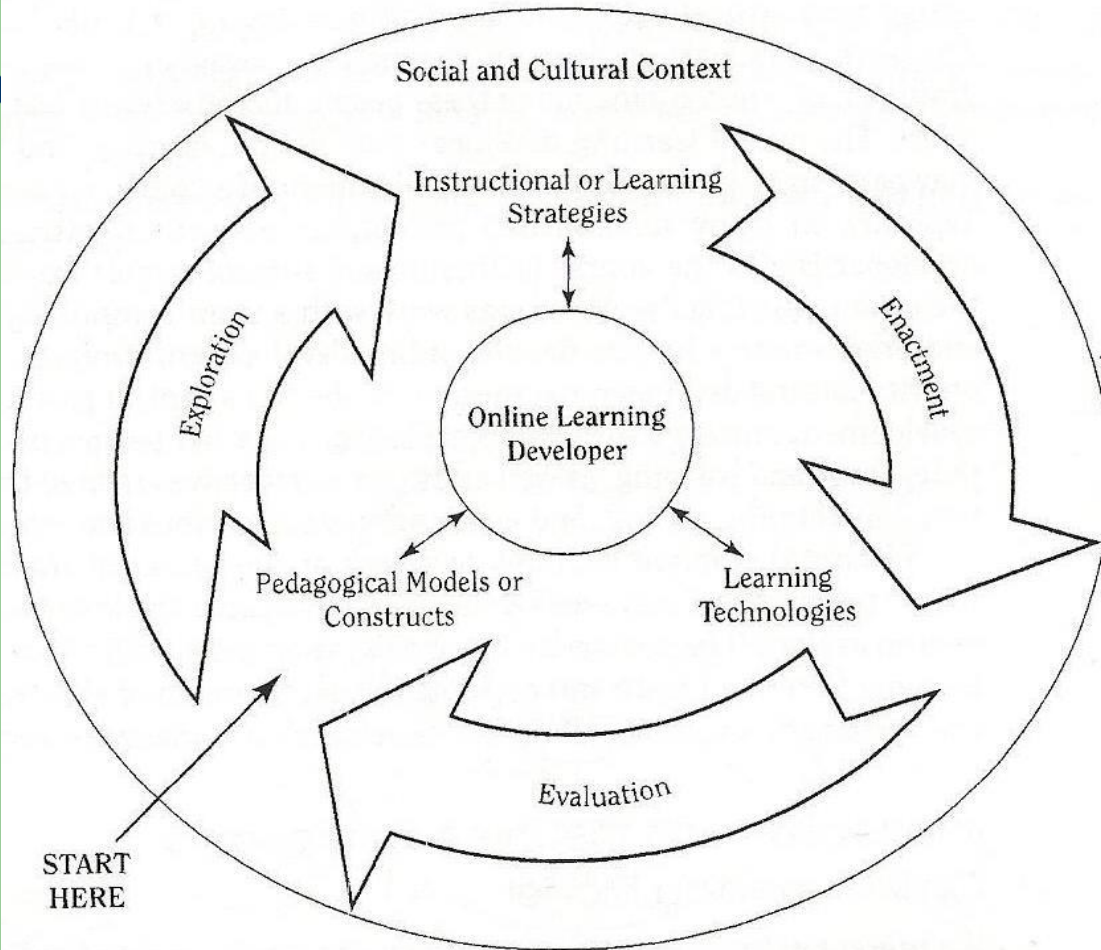 Social and Cultural Context
Instructional or Learning
Strategies
Exploration
Enactment
Online Learning
Developer
Pedagogical Models or
Constructs
Learning
Technologies
Evaluation
START
HERE